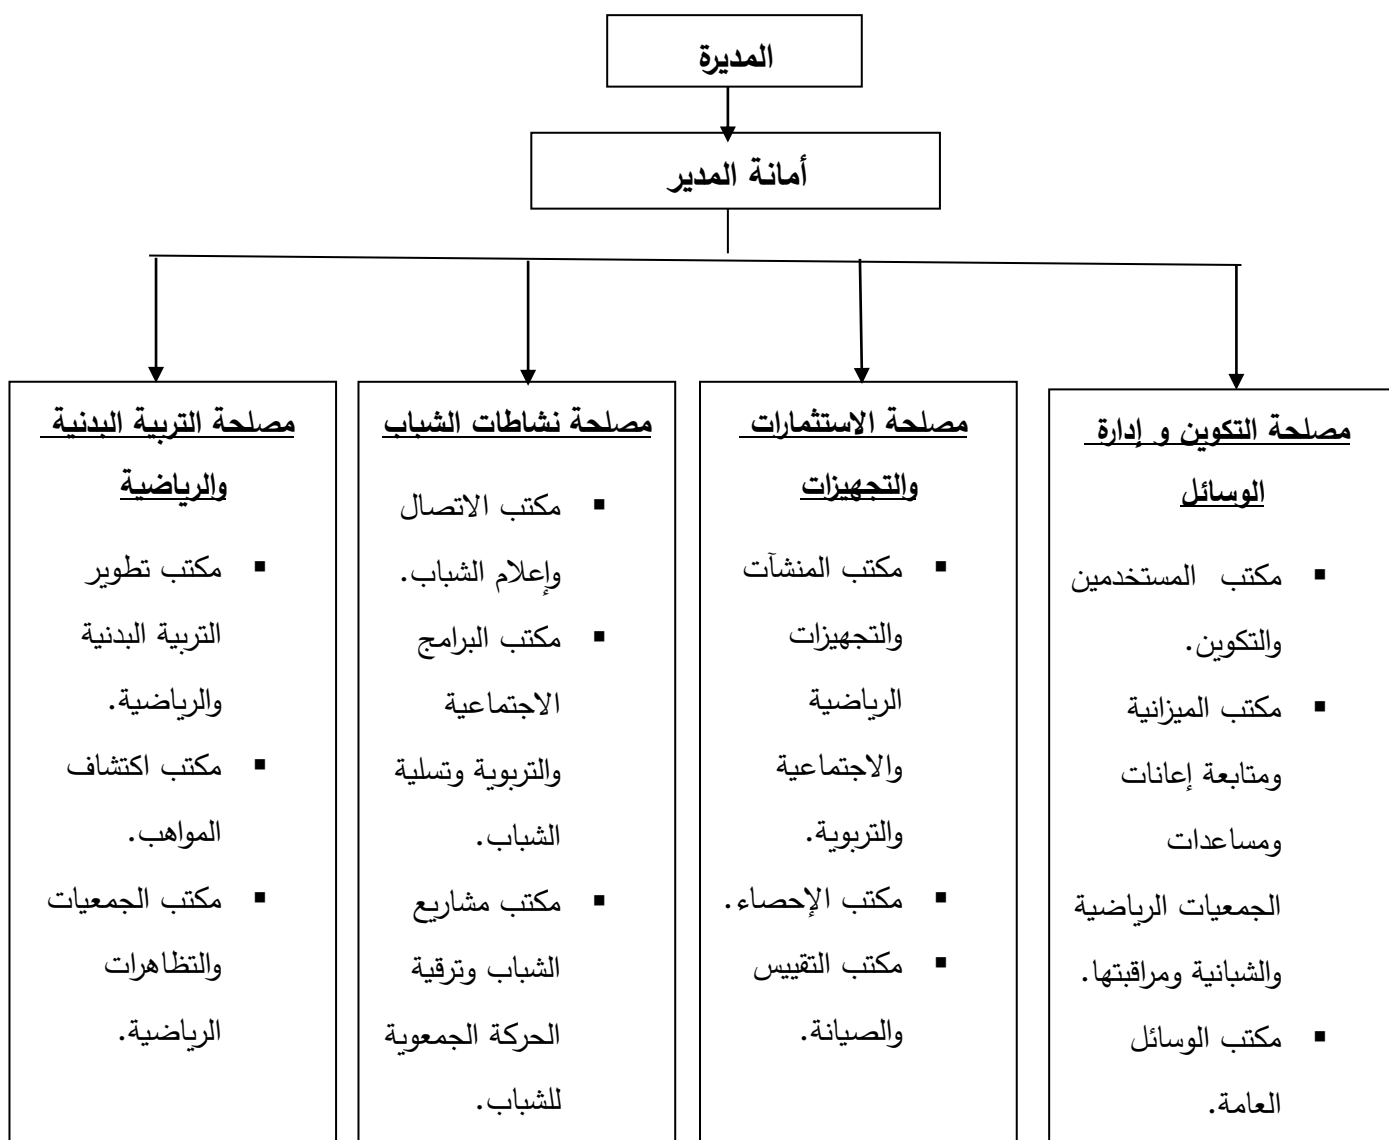 المديرة
أمانة المدير
مصلحة التكوين و إدارة
الوسائل
▪ مكتب المستخدمين
والتكوين.
▪ مكتب الميزانية
ومتابعة إعانات
ومساعدات
الجمعيات الرياضية
والشبانية ومراقبتها.
▪ مكتب الوسائل
العامة.
مصلحة الاستثمارات
والتجهيزات
▪ مكتب المنشآت
والتجهيزات
الرياضية
والاجتماعية
والتربوية.
▪ مكتب الإحصاء.
▪ مكتب التقييس
والصيانة.
مصلحة نشاطات الشباب
▪ مكتب الاتصال
وإعلام الشباب.
▪ مكتب البرامج
الاجتماعية
والتربوية وتسلية
الشباب.
▪ مكتب مشاريع
الشباب وترقية
الحركة الجمعوية
للشباب.
مصلحة التربية البدنية
والرياضية
▪ مكتب تطوير
التربية البدنية
والرياضية.
▪ مكتب اكتشاف
المواهب.
▪ مكتب الجمعيات
والتظاهرات
الرياضية.